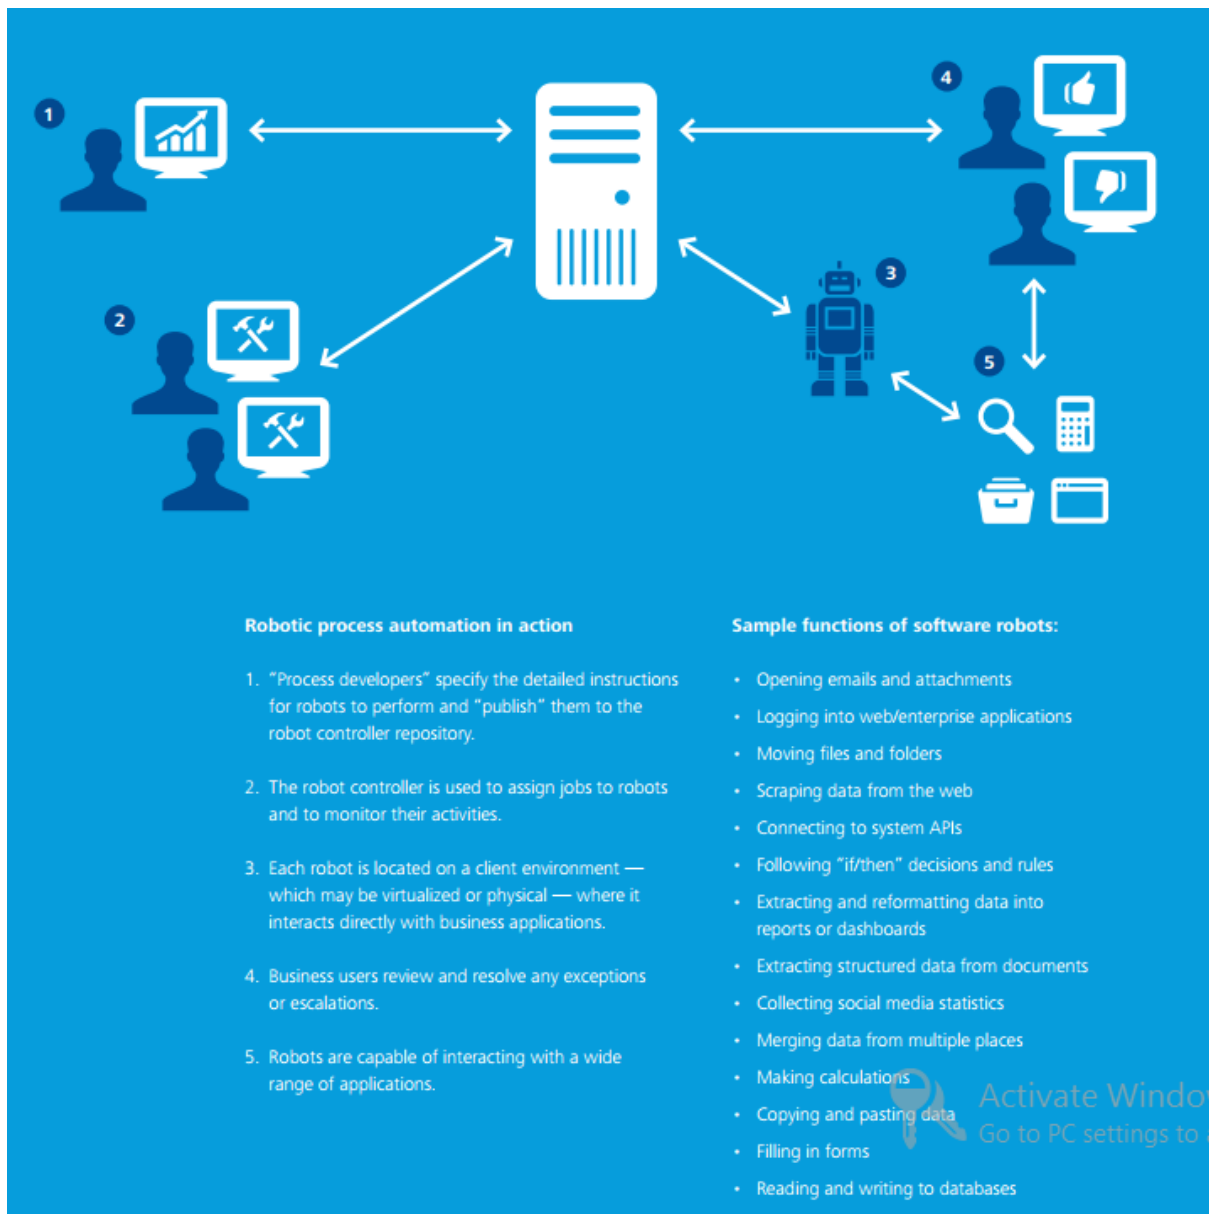 1
4
3
2
5
Robotic process automation in action
1. “Process developers” specify the detailed instructions
for robots to perform and “publish” them to the
robot controller repository.
2. The robot controller is used to assign jobs to robots
and to monitor their activities.
3. Each robot is located on a client environment —
which may be virtualized or physical — where it
interacts directly with business applications.
4. Business users review and resolve any exceptions
or escalations.
5. Robots are capable of interacting with a wide
range of applications.
Sample functions of software robots:
• Opening emails and attachments
• Logging into web/enterprise applications
• Moving files and folders
• Scraping data from the web
• Connecting to system APIs
• Following “if/then” decisions and rules
• Extracting and reformatting data into
reports or dashboards
• Extracting structured data from documents
• Collecting social media statistics
• Merging data from multiple places
• Making calculations
• Copying and pasting data
• Filling in forms
• Reading and writing to databases
Activate Windo
Go to PC settings to a